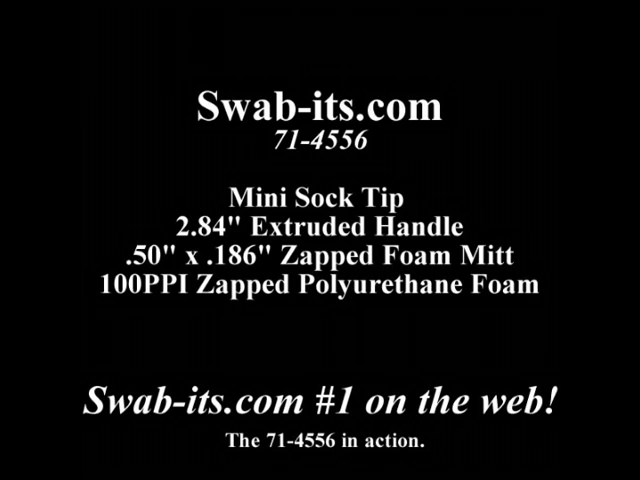 Swab-its.com
71-4556
Mini Sock Tip
2.84" Extruded Handle
.50" x .186" Zapped Foam Mitt
100PPI Zapped Polyurethane Foam
Swab-its.com #1 on the web!
The 71-4556 in action.